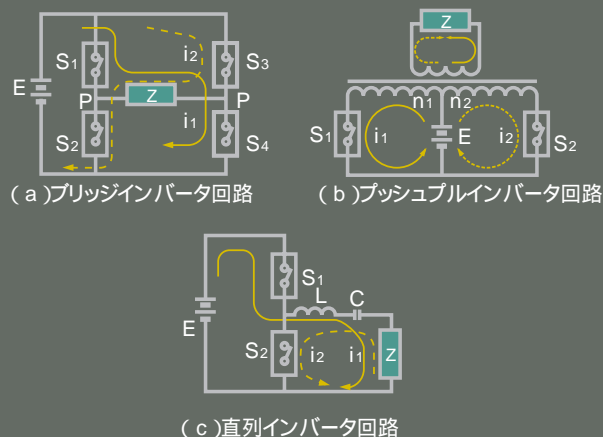 E
S1
S2
S3
S4
P
P
Z
i2
i1
(a)ブリッジインバータ回路
Z
n1
n2
S1
i1
E
i2
S2
(b)プッシュプルインバータ回路
E
S1
L
C
S2
i2
i1
Z
(c)直列インバータ回路